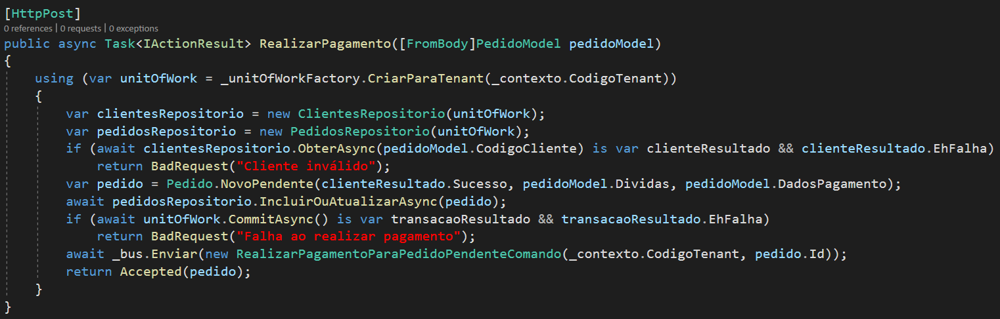 [HttpPost]
0 references | 0 requests | 0 exceptions
public async Task<IActionResult> RealizarPagamento([FromBody]PedidoModel pedidoModel)
{
using (var unitOfWork = _unitOfWorkFactory.CriarParaTenant(_contexto.CodigoTenant))
{
var clientesRepositorio = new ClientesRepositorio(unitOfWork);
var pedidosRepositorio = new PedidosRepositorio(unitOfWork);
if (await clientesRepositorio.ObterAsync(pedidoModel.CodigoCliente) is var clienteResultado && clienteResultado.EhFalha)
return BadRequest("Cliente inválido");
var pedido = Pedido.NovoPendente(clienteResultado.Sucesso, pedidoModel.Dividas, pedidoModel.DadosPagamento);
await pedidosRepositorio.IncluirOuAtualizarAsync(pedido);
if (await unitOfWork.CommitAsync() is var transacaoResultado && transacaoResultado.EhFalha)
return BadRequest("Falha ao realizar pagamento");
await _bus.Enviar(new RealizarPagamentoParaPedidoPendenteComando(_contexto.CodigoTenant, pedido.Id));
return Accepted(pedido);
}
}